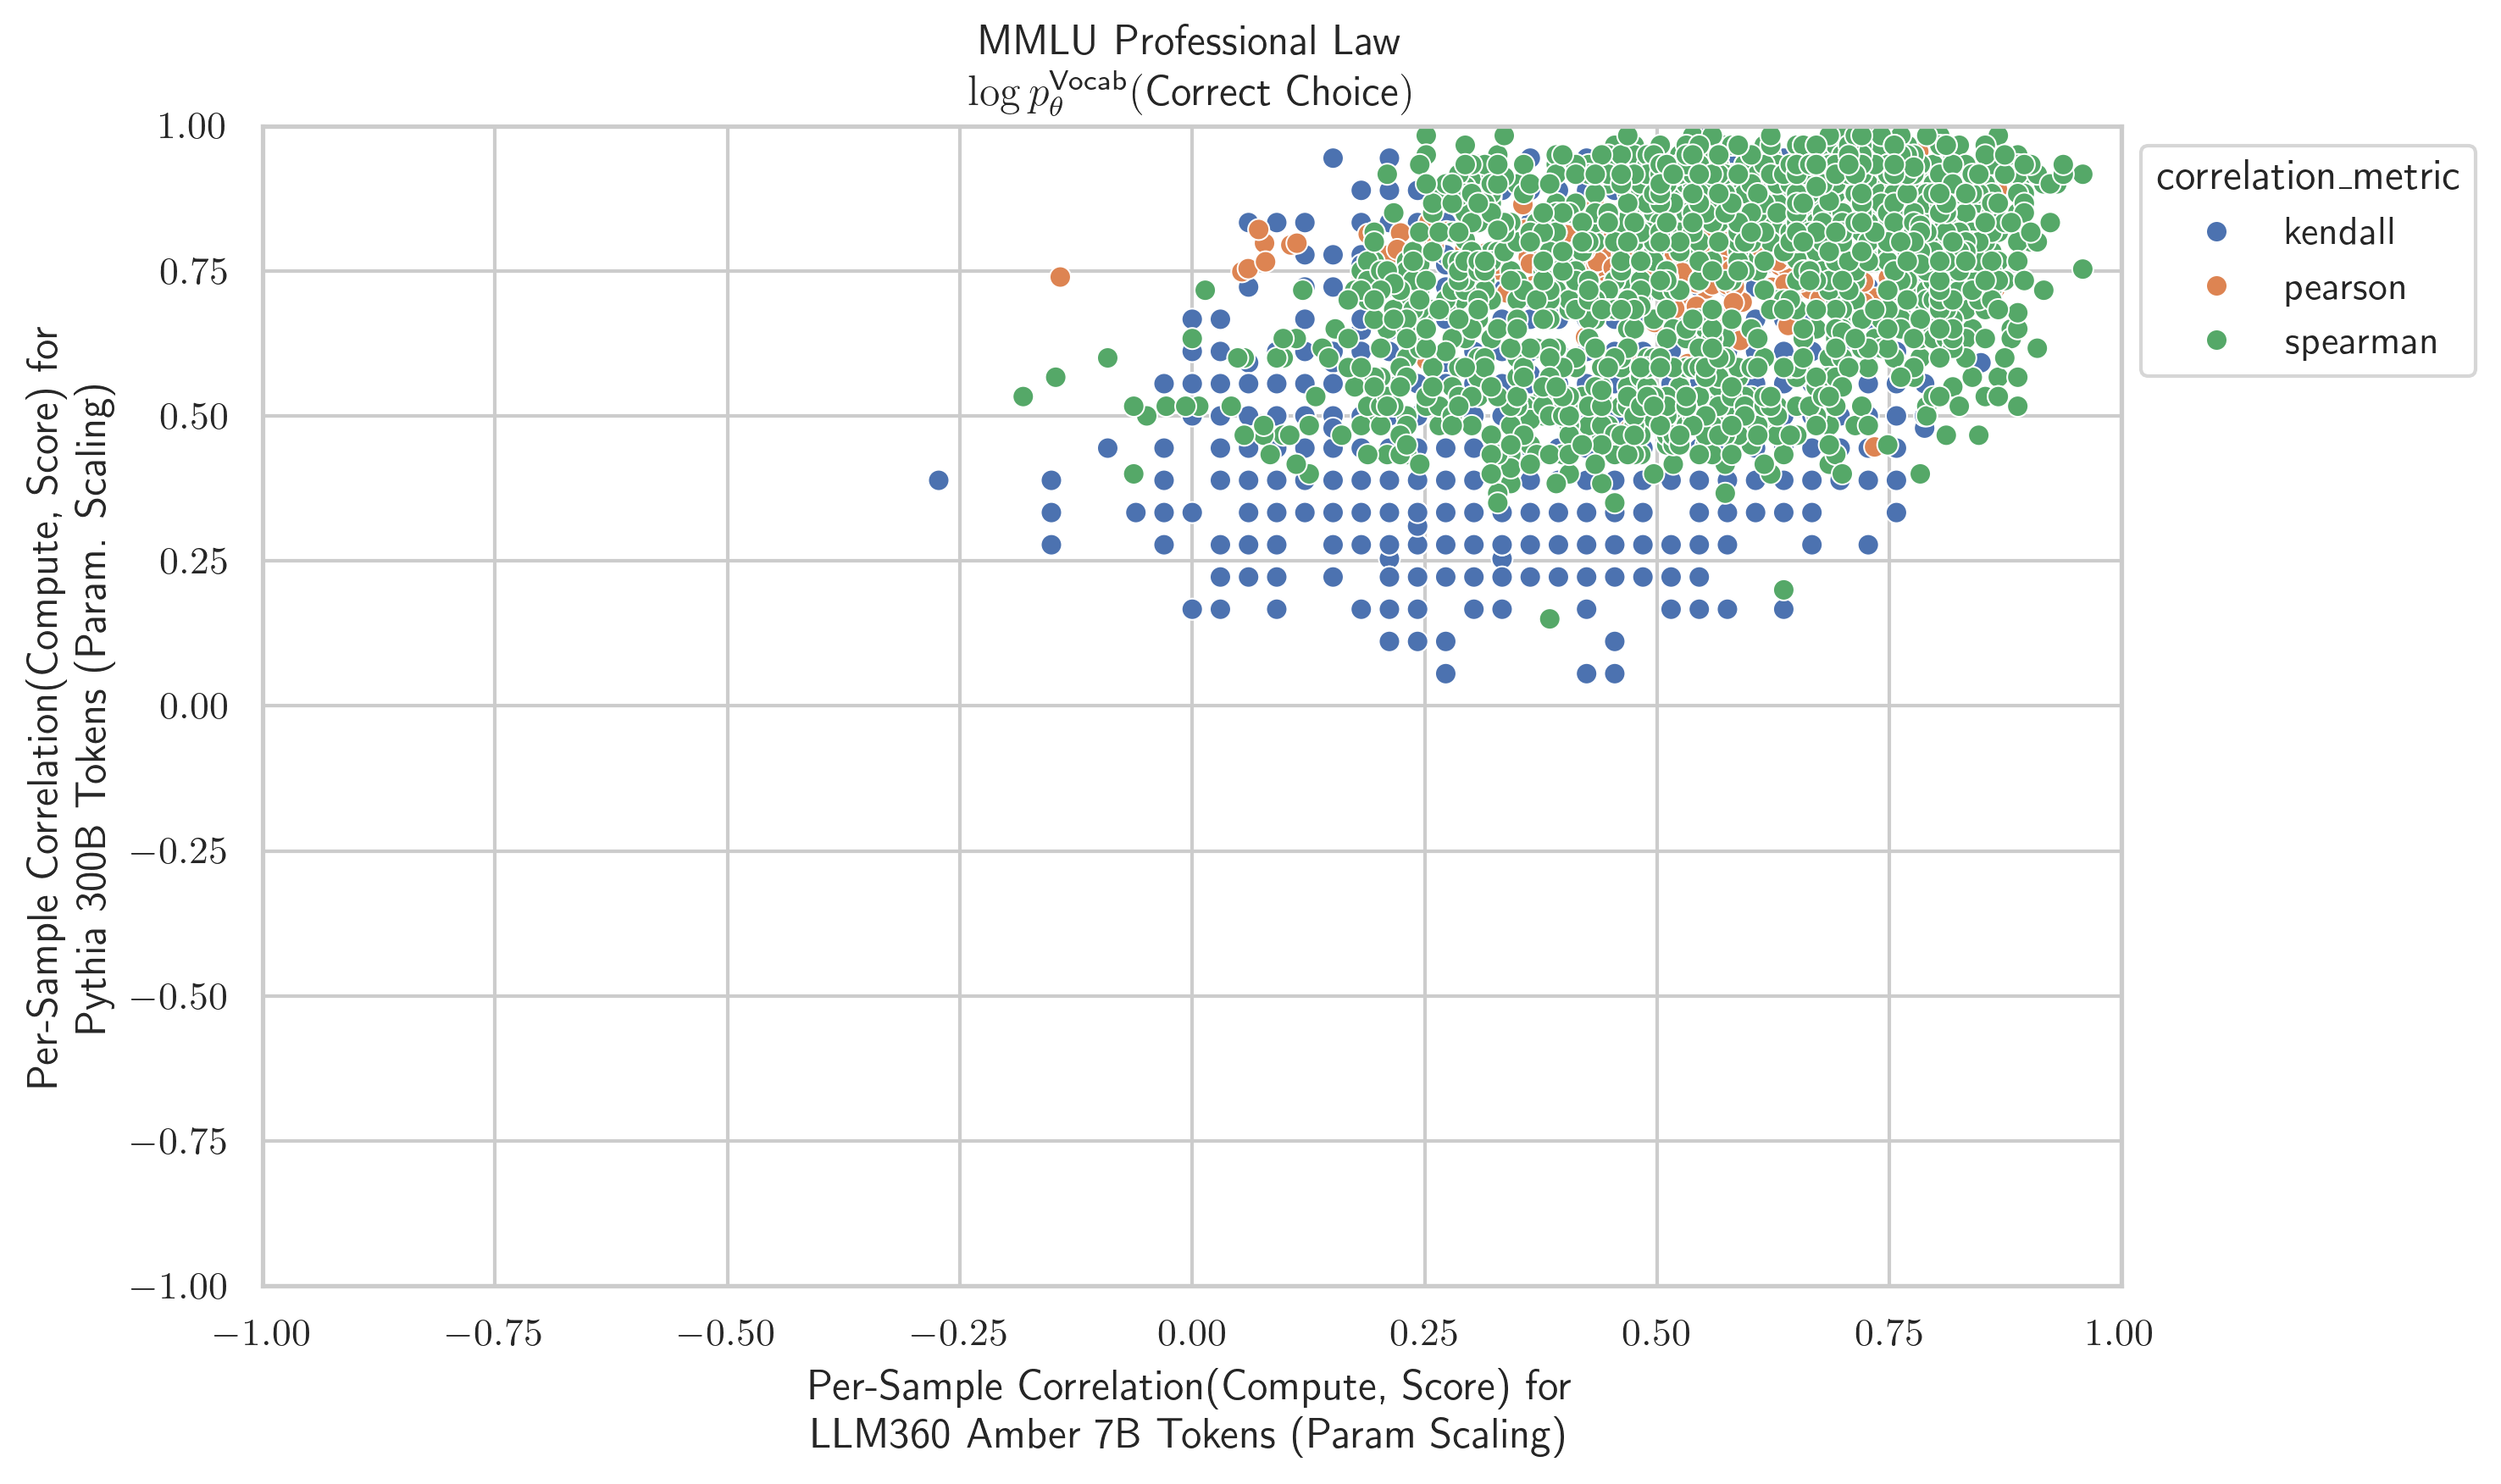 MMLU Professional Law
log p_θ^Vocab(Correct Choice)
1.00
0.75
0.50
0.25
0.00
−0.25
−0.50
−0.75
−1.00
Per-Sample Correlation(Compute, Score) for
Pythia 300B Tokens (Param. Scaling)
−1.00 −0.75 −0.50 −0.25 0.00 0.25 0.50 0.75 1.00
Per-Sample Correlation(Compute, Score) for
LLM360 Amber 7B Tokens (Param Scaling)
correlation_metric
kendall
pearson
spearman